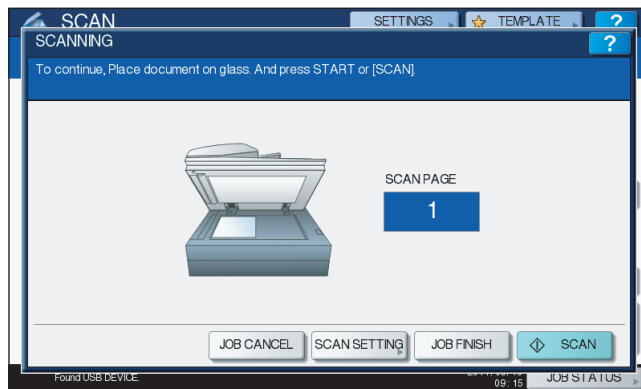 SCAN
SETTINGS
TEMPLATE
?
SCANNING
?
To continue, Place document on glass. And press START or [SCAN].
SCAN PAGE
1
JOB CANCEL
SCAN SETTING
JOB FINISH
SCAN
Found USB DEVICE.
09:15
JOB STATUS